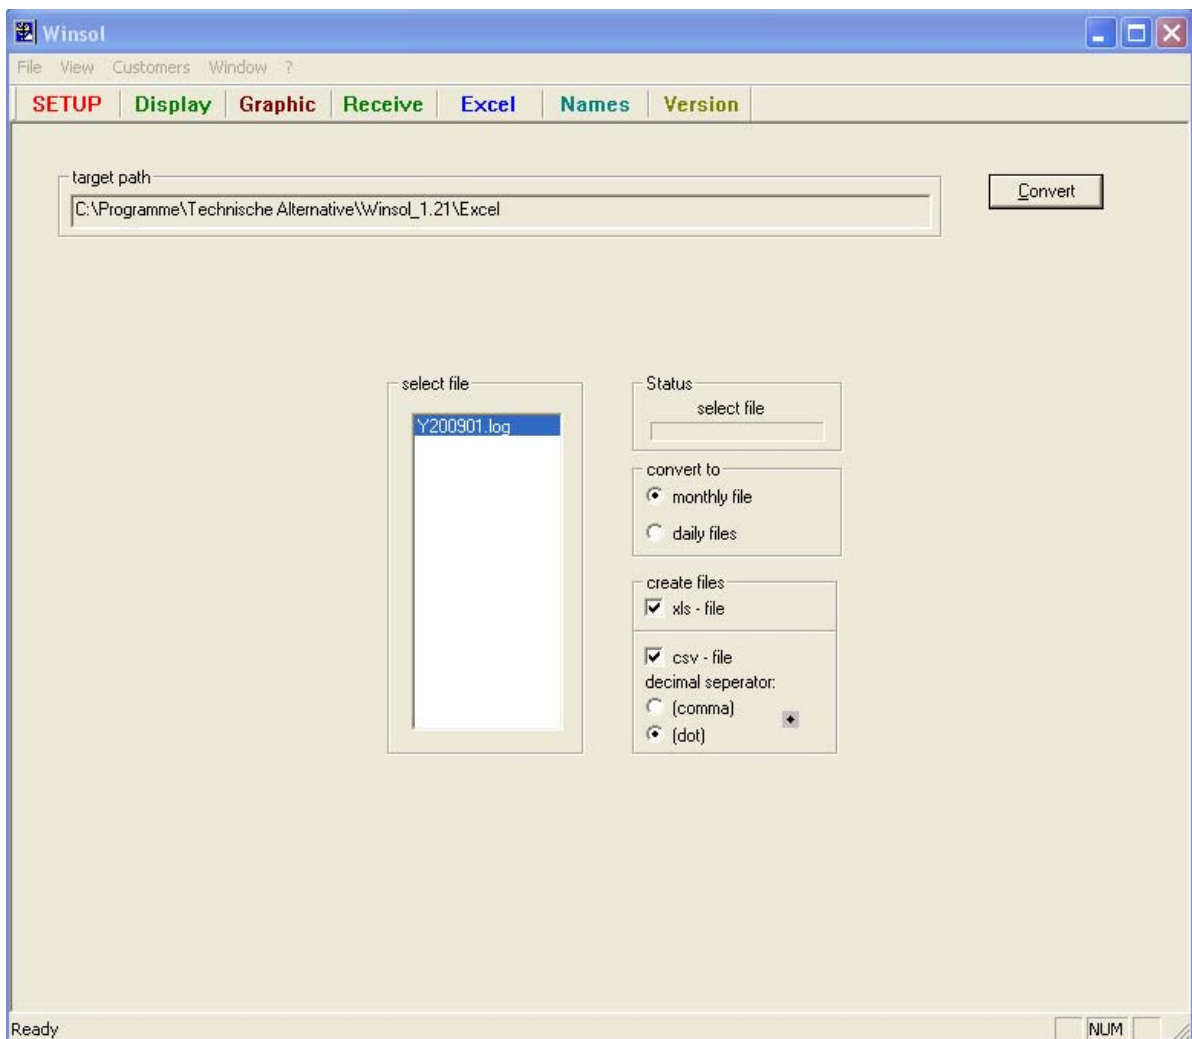 Winsol
File View Customers Window ?
SETUP Display Graphic Receive Excel Names Version
target path
C:\Programme\Technische Alternative\Winsol_1.21\Excel
Convert
select file
Y200901.log
Status
select file
convert to
monthly file
daily files
create files
xls - file
csv - file
decimal seperator:
(comma)
(dot)
Ready
NUM